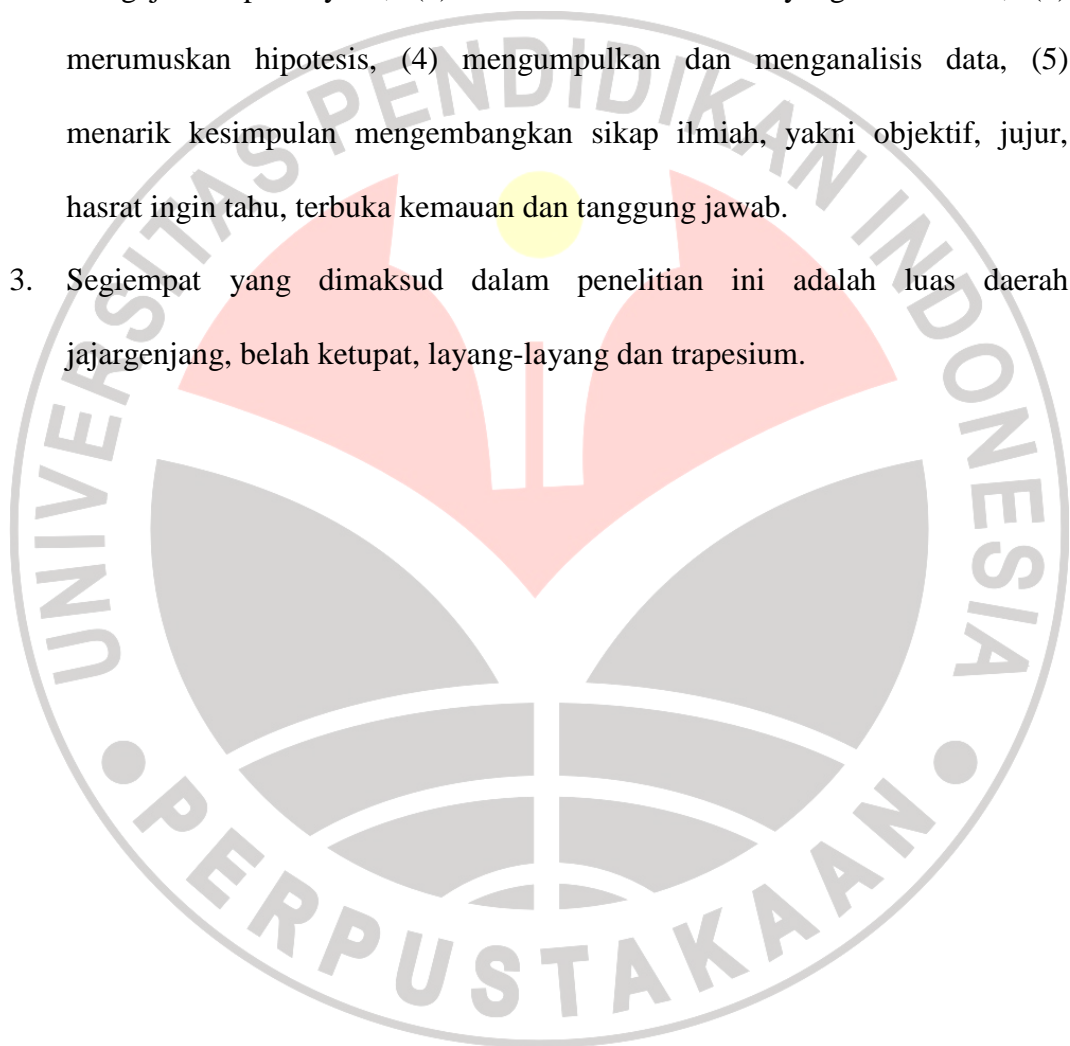 merumuskan hipotesis, (4) mengumpulkan dan menganalisis data, (5)
menarik kesimpulan mengembangkan sikap ilmiah, yakni objektif, jujur,
hasrat ingin tahu, terbuka kemauan dan tanggung jawab.
3. Segiempat yang dimaksud dalam penelitian ini adalah luas daerah
jajargenjang, belah ketupat, layang-layang dan trapesium.
UNIVERSITAS PENDIDIKAN INDONESIA
PERPUSTAKAAN